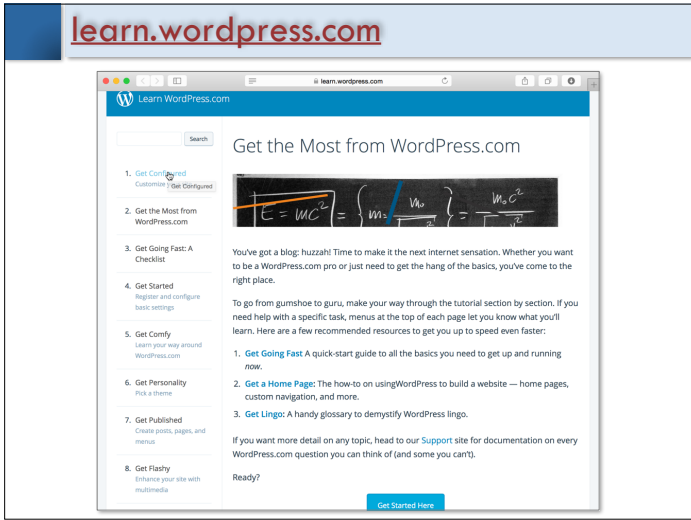 learn.wordpress.com
learn.wordpress.com
Learn WordPress.com
Search
1. Get Configured
Customize
Get Configured
2. Get the Most from
WordPress.com
3. Get Going Fast: A
Checklist
4. Get Started
Register and configure
basic settings
5. Get Comfy
Learn your way around
WordPress.com
6. Get Personality
Pick a theme
7. Get Published
Create posts, pages, and
menus
8. Get Flashy
Enhance your site with
multimedia
Get the Most from WordPress.com
E = mc²
You've got a blog: huzzah! Time to make it the next internet sensation. Whether you want
to be a WordPress.com pro or just need to get the hang of the basics, you've come to the
right place.
To go from gumshoe to guru, make your way through the tutorial section by section. If you
need help with a specific task, menus at the top of each page let you know what you'll
learn. Here are a few recommended resources to get you up to speed even faster:
1. Get Going Fast A quick-start guide to all the basics you need to get up and running
now.
2. Get a Home Page: The how-to on usingWordPress to build a website — home pages,
custom navigation, and more.
3. Get Lingo: A handy glossary to demystify WordPress lingo.
If you want more detail on any topic, head to our Support site for documentation on every
WordPress.com question you can think of (and some you can't).
Ready?
Get Started Here